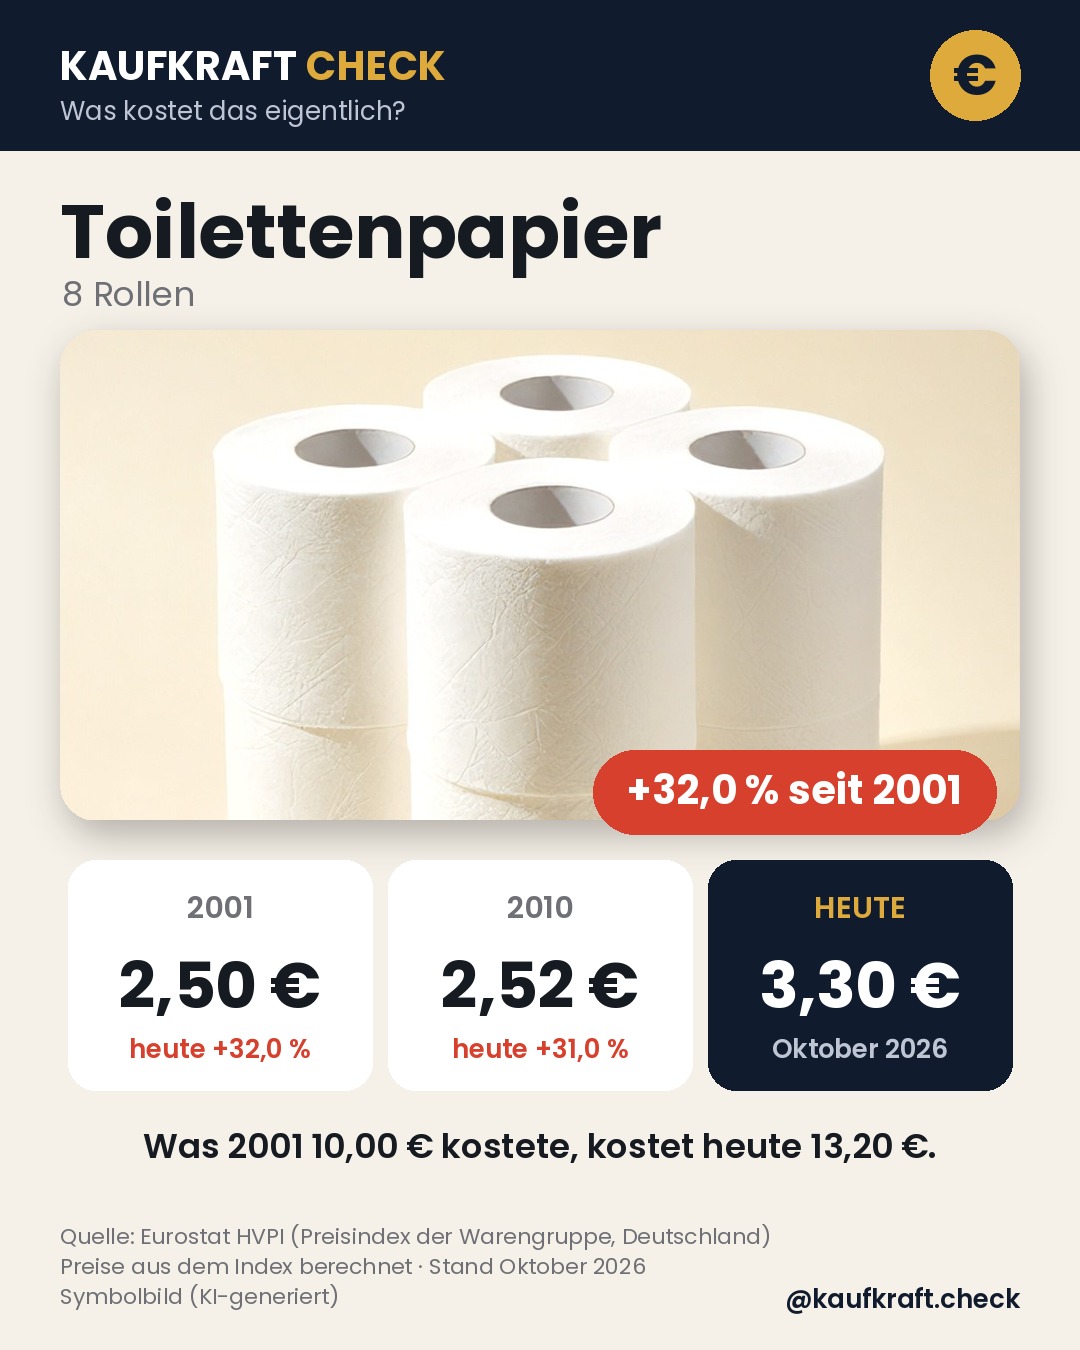 KAUFKRAFT CHECK
Was kostet das eigentlich?
€
Toilettenpapier
8 Rollen
+32,0 % seit 2001
2001
2,50 €
heute +32,0 %
2010
2,52 €
heute +31,0 %
HEUTE
3,30 €
Oktober 2026
Was 2001 10,00 € kostete, kostet heute 13,20 €.
Quelle: Eurostat HVPI (Preisindex der Warengruppe, Deutschland)
Preise aus dem Index berechnet · Stand Oktober 2026
Symbolbild (KI-generiert)
@kaufkraft.check